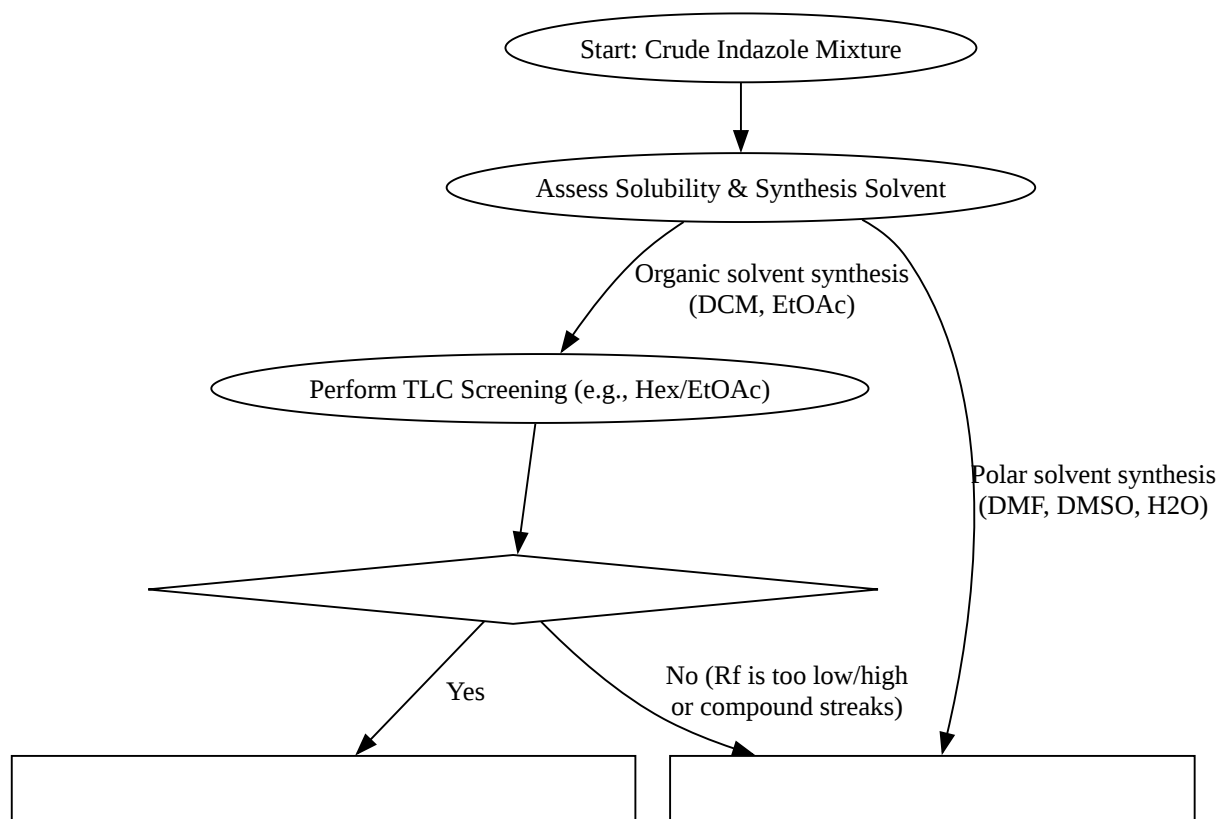 Start: Crude Indazole Mixture
Assess Solubility & Synthesis Solvent
Organic solvent synthesis
(DCM, EtOAc)
Perform TLC Screening (e.g., Hex/EtOAc)
Polar solvent synthesis
(DMF, DMSO, H2O)
Yes
No (Rf is too low/high
or compound streaks)